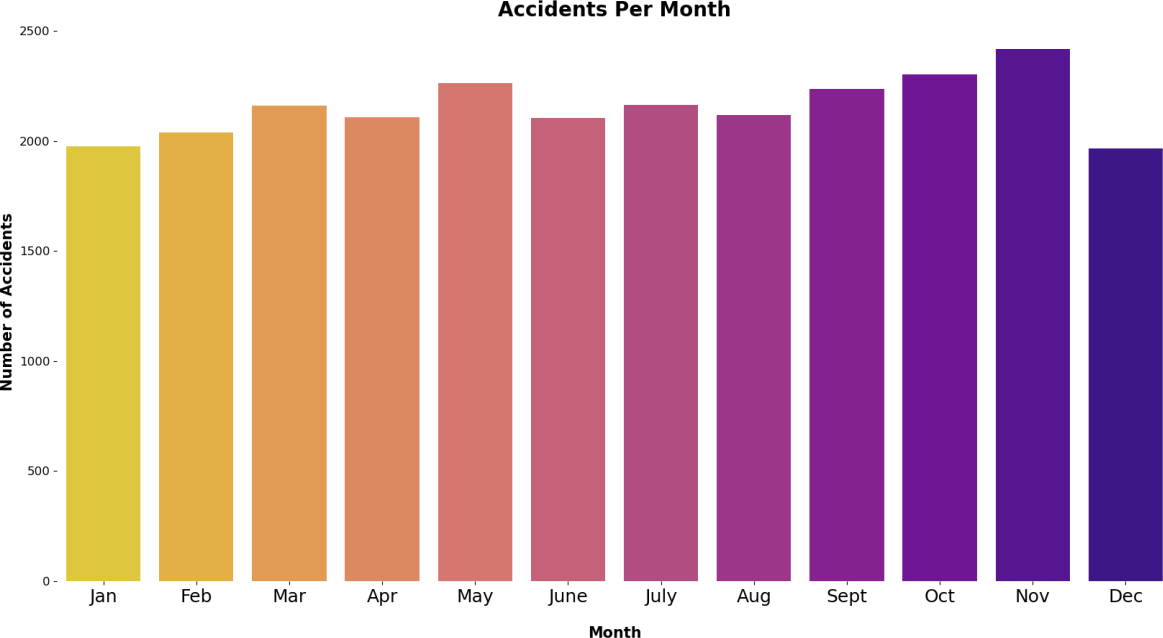 Accidents Per Month
Number of Accidents
2500
2000
1500
1000
500
0
Jan Feb Mar Apr May June July Aug Sept Oct Nov Dec
Month